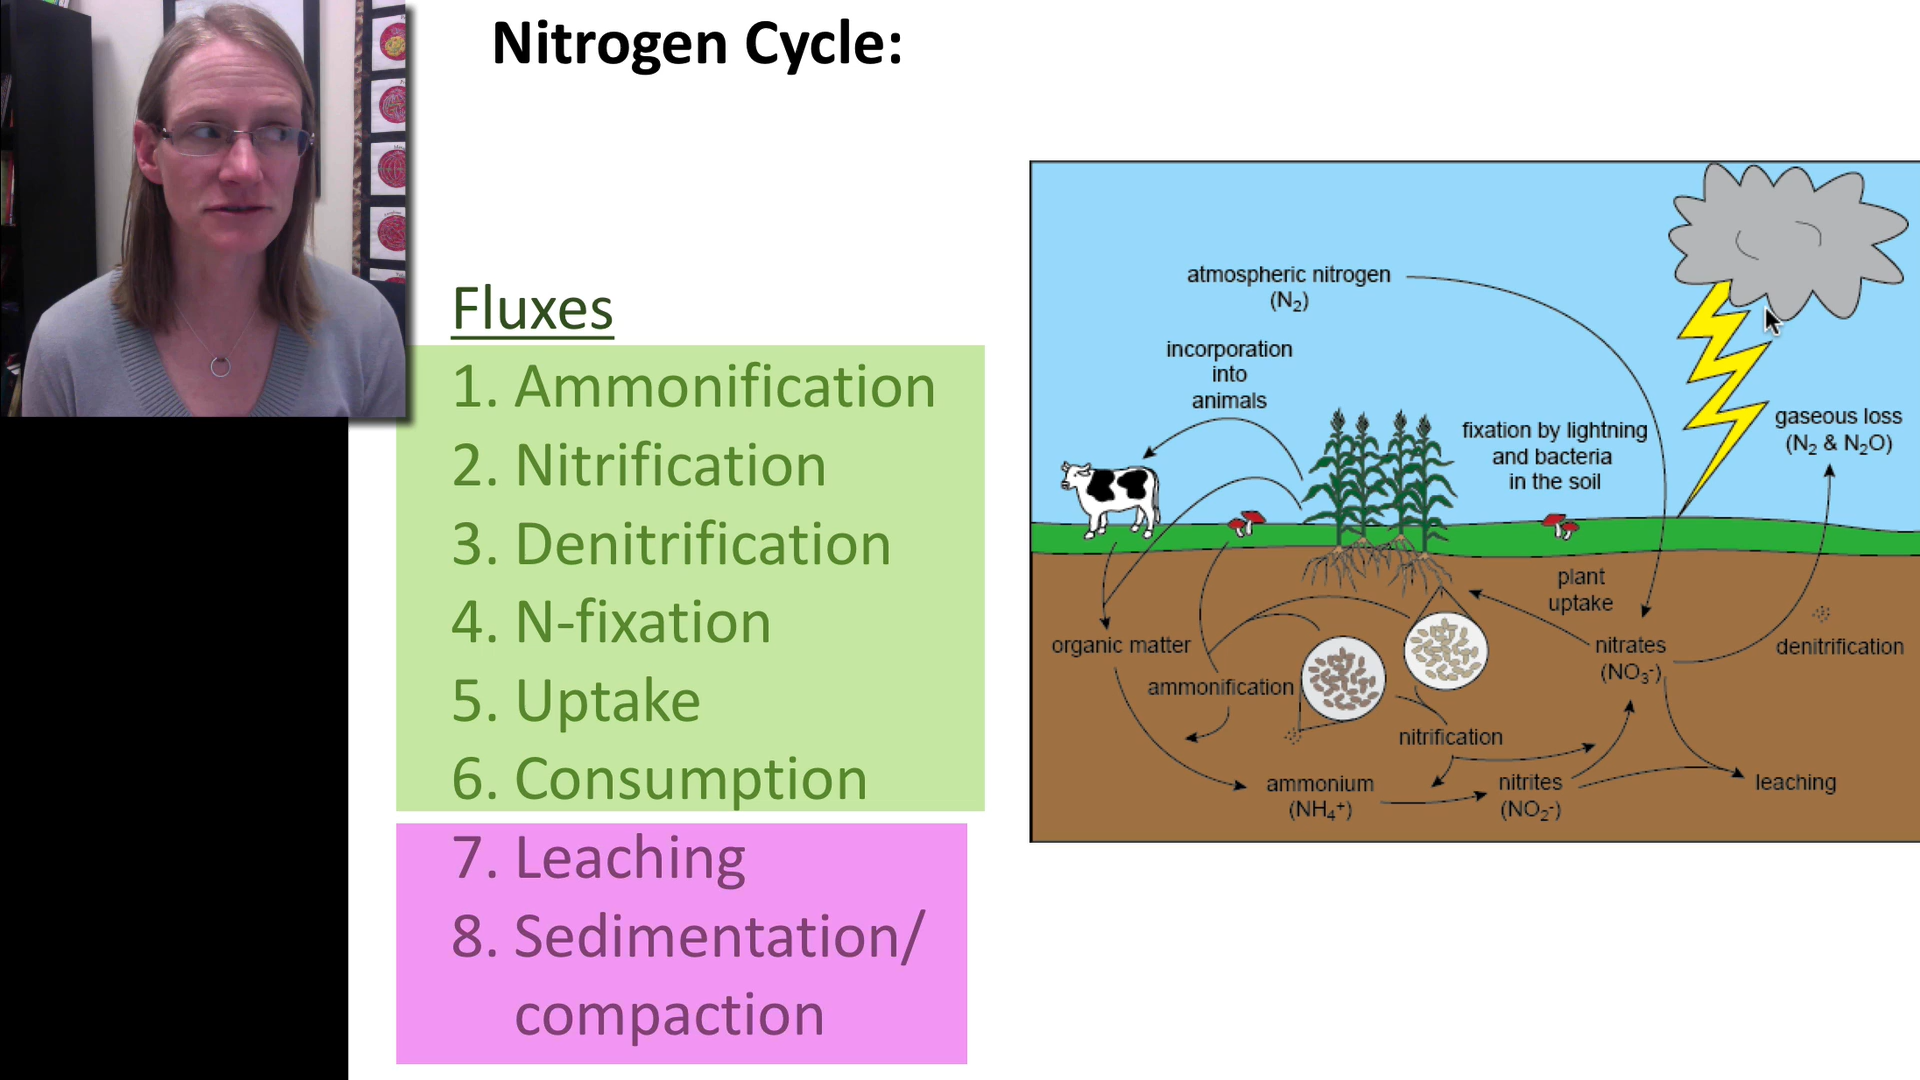 Nitrogen Cycle:
Fluxes
1. Ammonification
2. Nitrification
3. Denitrification
4. N-fixation
5. Uptake
6. Consumption
7. Leaching
8. Sedimentation/
compaction
atmospheric nitrogen
(N₂)
incorporation
into
animals
fixation by lightning
and bacteria
in the soil
gaseous loss
(N₂ & N₂O)
plant
uptake
organic matter
nitrates
(NO₃⁻)
denitrification
ammonification
nitrification
ammonium
(NH₄⁺)
nitrites
(NO₂⁻)
leaching